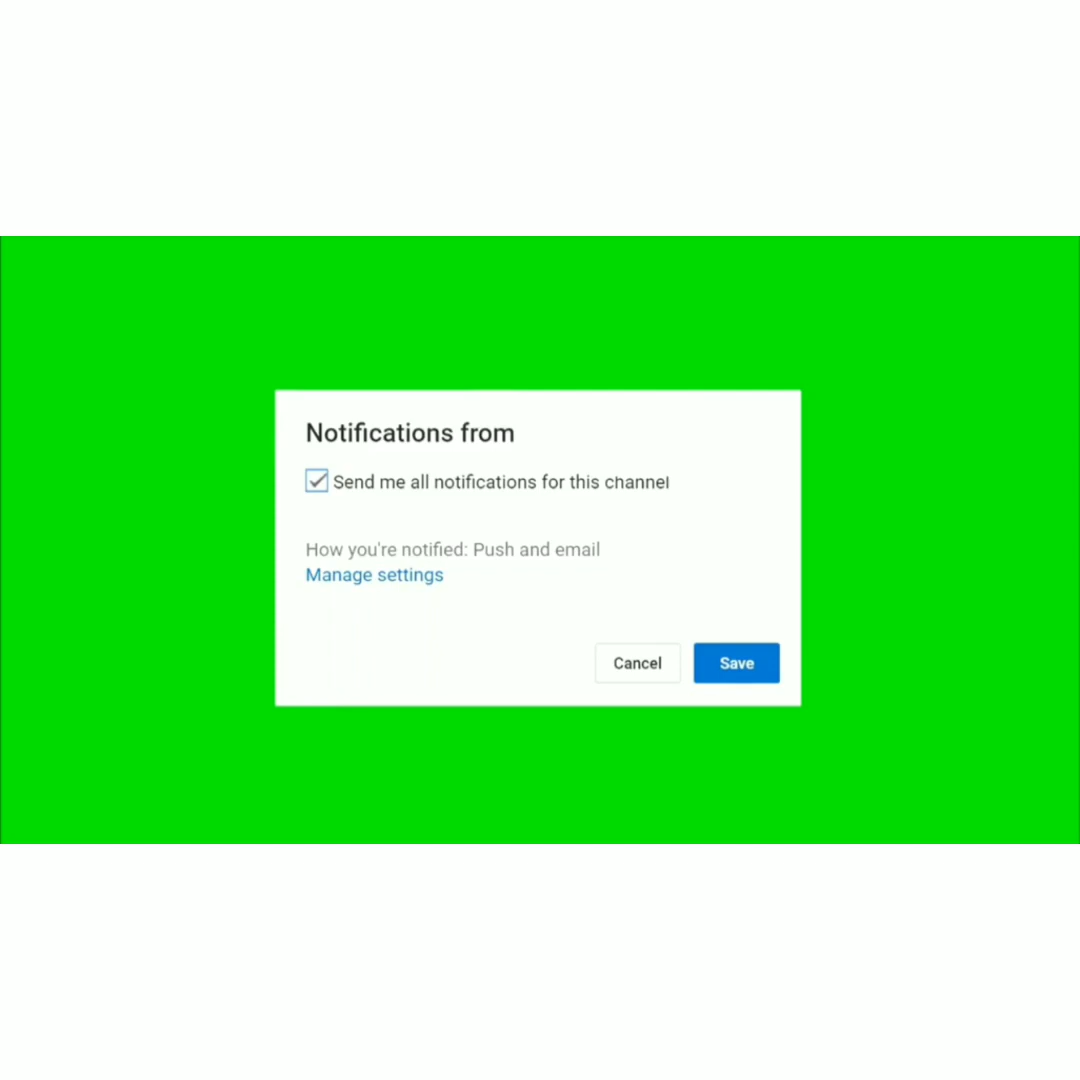 Notifications from
Send me all notifications for this channel
How you're notified: Push and email
Manage settings
Cancel
Save